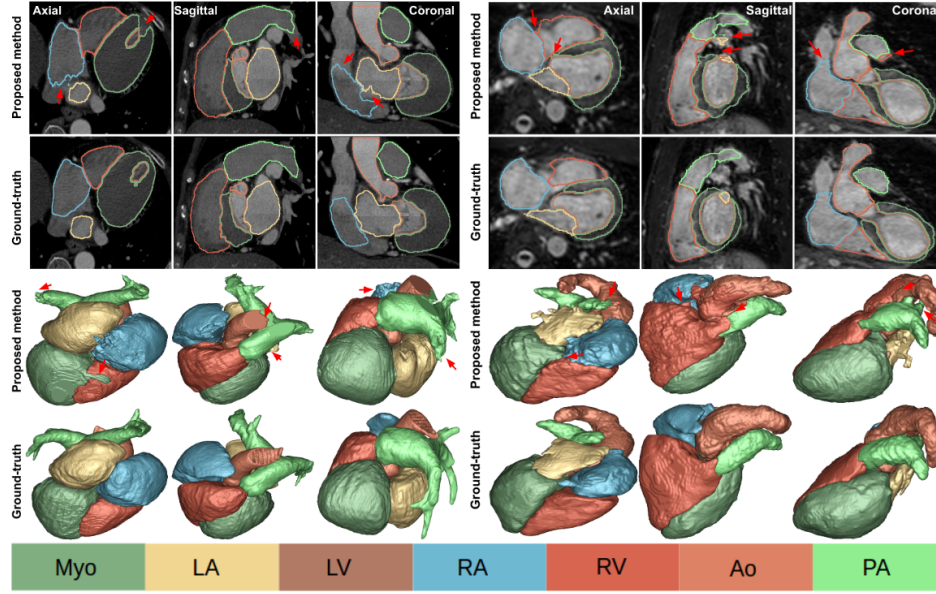 Axial Sagittal Coronal Axial Sagittal Corona
Proposed method Proposed method
Ground-truth Ground-truth
Proposed method Proposed method
Ground-truth Ground-truth
Myo LA LV RA RV Ao PA